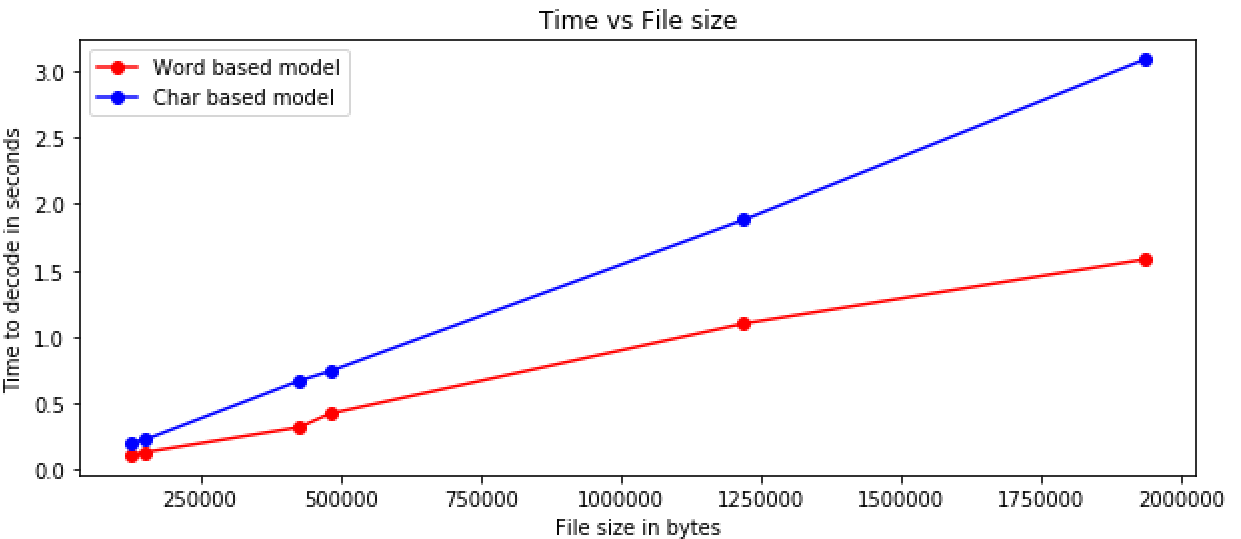 Time vs File size
Word based model
Char based model
Time to decode in seconds
3.0
2.5
2.0
1.5
1.0
0.5
0.0
250000 500000 750000 1000000 1250000 1500000 1750000 2000000
File size in bytes